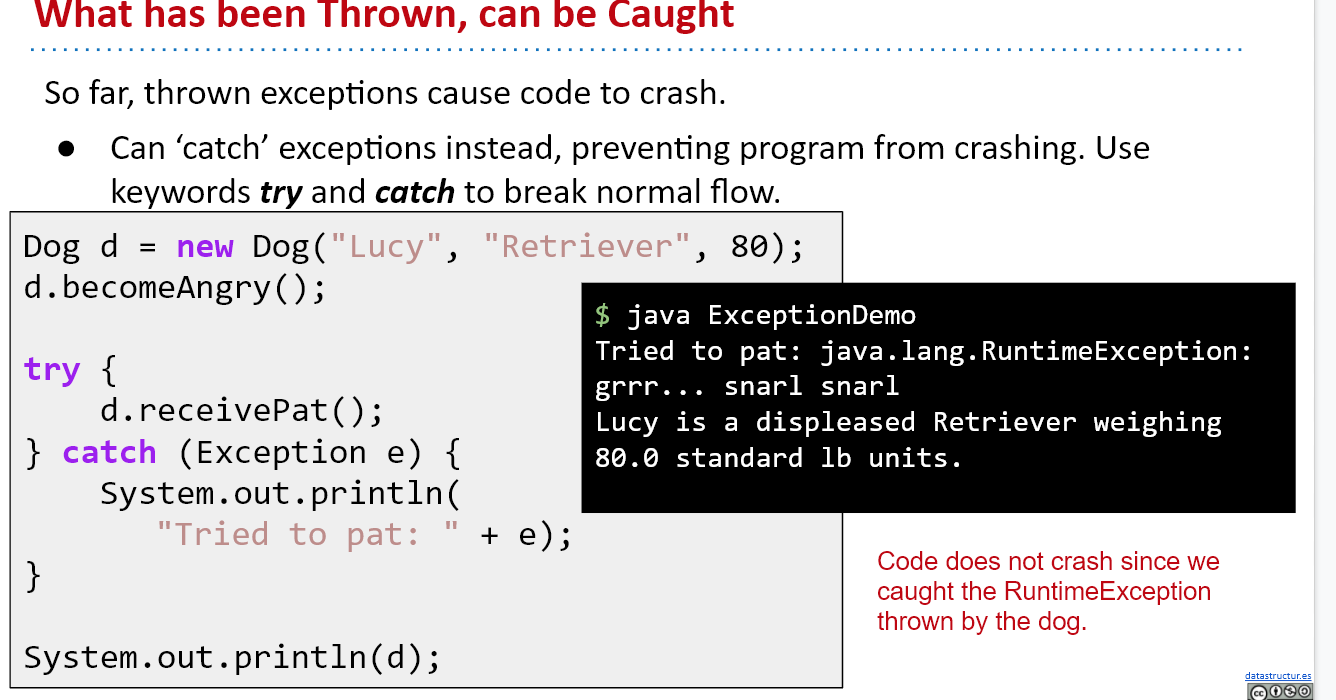 What has been Thrown, can be Caught
So far, thrown exceptions cause code to crash.
● Can ‘catch’ exceptions instead, preventing program from crashing. Use
keywords try and catch to break normal flow.
Dog d = new Dog("Lucy", "Retriever", 80);
d.becomeAngry();
try {
    d.receivePat();
} catch (Exception e) {
    System.out.println(
       "Tried to pat: " + e);
}
System.out.println(d);
$ java ExceptionDemo
Tried to pat: java.lang.RuntimeException:
grrr... snarl snarl
Lucy is a displeased Retriever weighing
80.0 standard lb units.
Code does not crash since we
caught the RuntimeException
thrown by the dog.
datastructur.es
cc